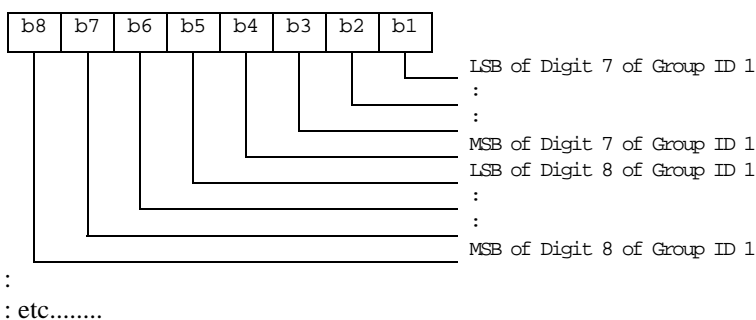 b8 b7 b6 b5 b4 b3 b2 b1
LSB of Digit 7 of Group ID 1
:
:
MSB of Digit 7 of Group ID 1
LSB of Digit 8 of Group ID 1
:
:
MSB of Digit 8 of Group ID 1
:
: etc........